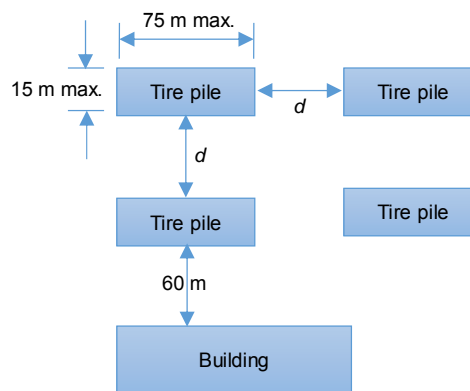 75 m max.
15 m max.
Tire pile
d
Tire pile
d
Tire pile
Tire pile
60 m
Building